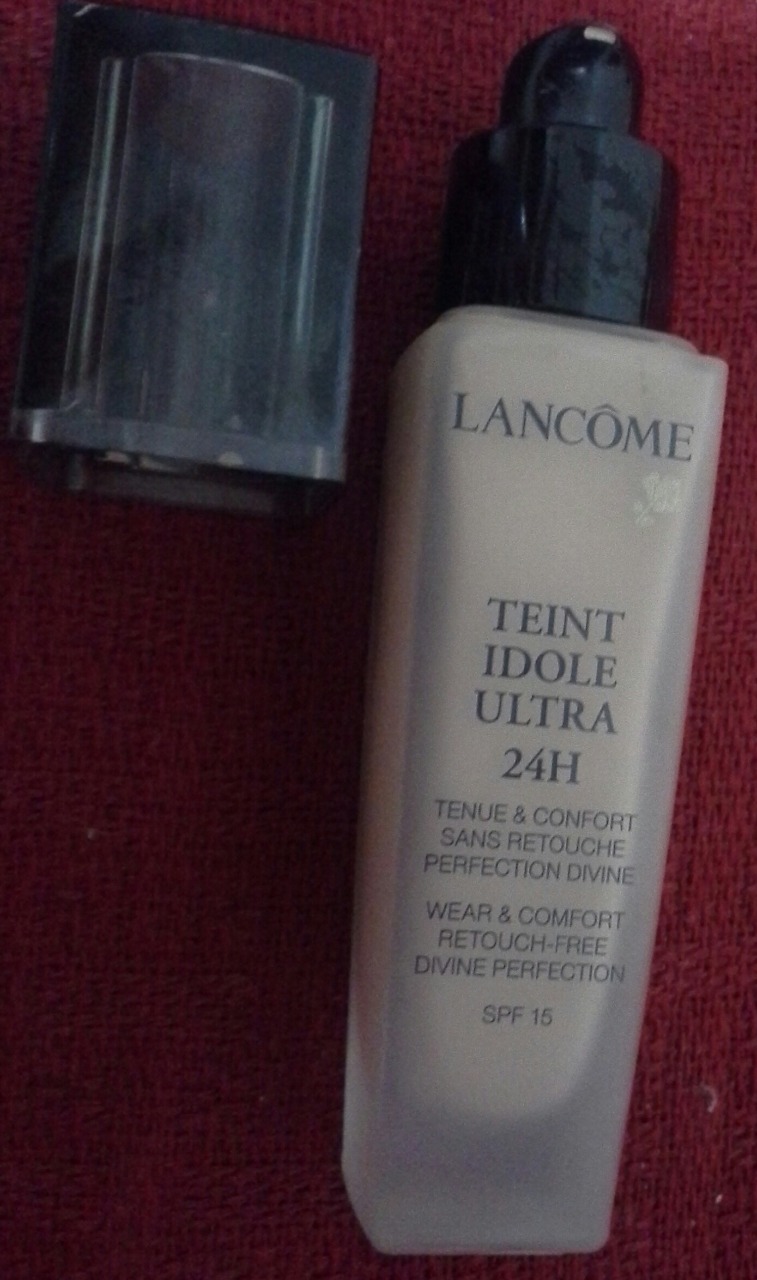 LANCÔME
TEINT
IDOLE
ULTRA
24H
TENUE & CONFORT
SANS RETOUCHE
PERFECTION DIVINE
WEAR & COMFORT
RETOUCH-FREE
DIVINE PERFECTION
SPF 15